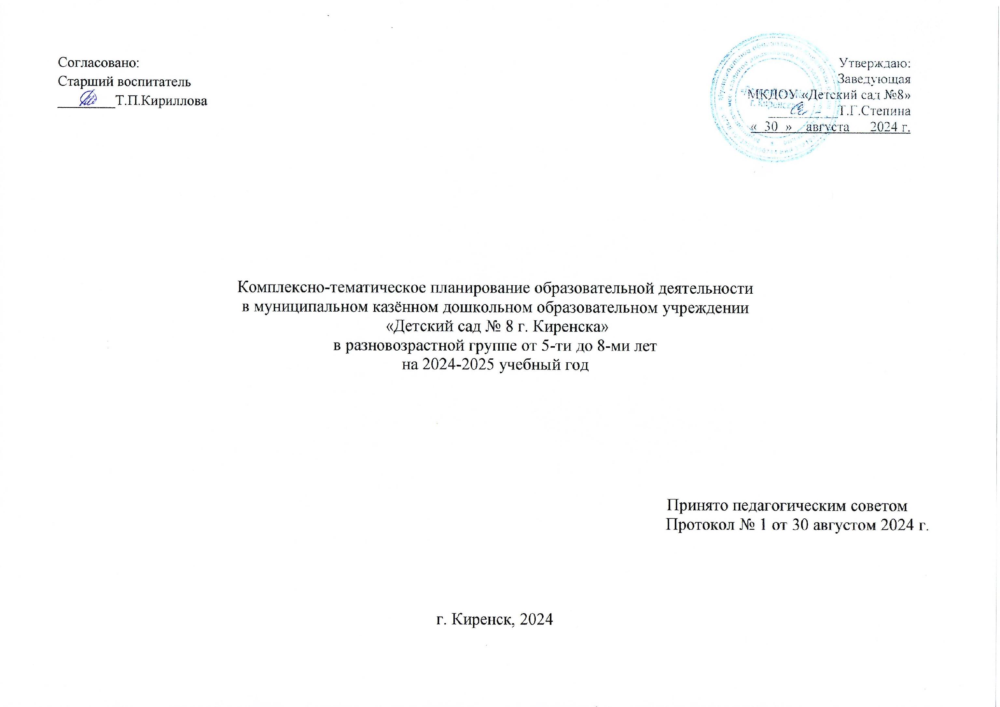 Согласовано:
Старший воспитатель
Т.П.Кириллова
Утверждаю:
Заведующая
МКДОУ «Детский сад №8»
Т.Г.Степина
« 30 » августа 2024 г.
г. Киренска
Комплексно-тематическое планирование образовательной деятельности
в муниципальном казённом дошкольном образовательном учреждении
«Детский сад № 8 г. Киренска»
в разновозрастной группе от 5-ти до 8-ми лет
на 2024-2025 учебный год
Принято педагогическим советом
Протокол № 1 от 30 августом 2024 г.
г. Киренск, 2024